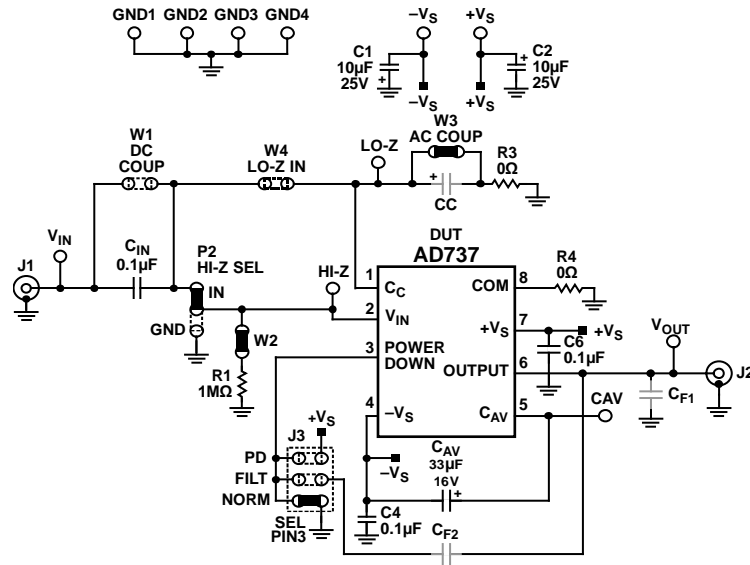 GND1 GND2 GND3 GND4
–VS +VS
C1
10µF
25V
C2
10µF
25V
–VS +VS
W1
DC
COUP
W4
LO-Z IN
LO-Z
W3
AC COUP
+
CC
R3
0Ω
VIN
J1
CIN
0.1µF
P2
HI-Z SEL
IN
GND
HI-Z
W2
R1
1MΩ
DUT
AD737
1 CC
2 VIN
3 POWER
DOWN
4 –VS
COM 8
+VS 7
OUTPUT 6
CAV 5
R4
0Ω
+VS
C6
0.1µF
VOUT
J2
CF1
CAV
–VS
CAV
33µF
16V
+
C4
0.1µF
CF2
+VS
J3
PD
FILT
NORM
SEL
PIN3